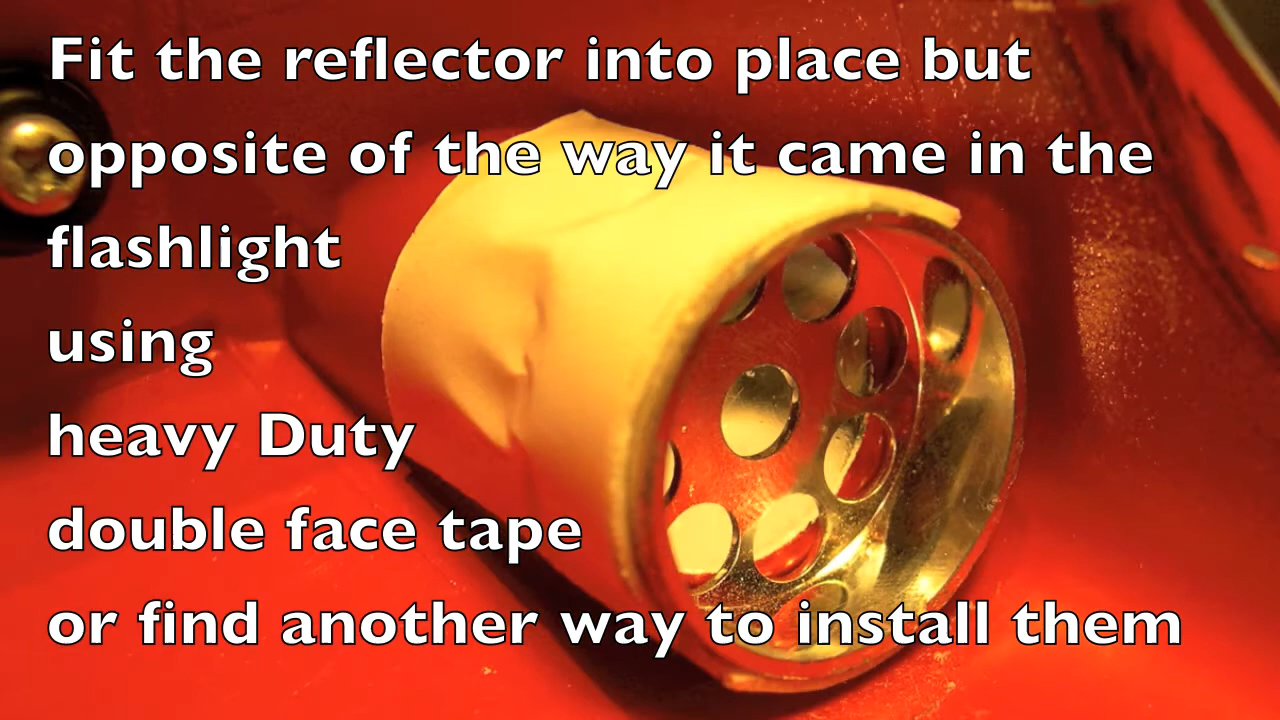 Fit the reflector into place but
opposite of the way it came in the
flashlight
using
heavy Duty
double face tape
or find another way to install them